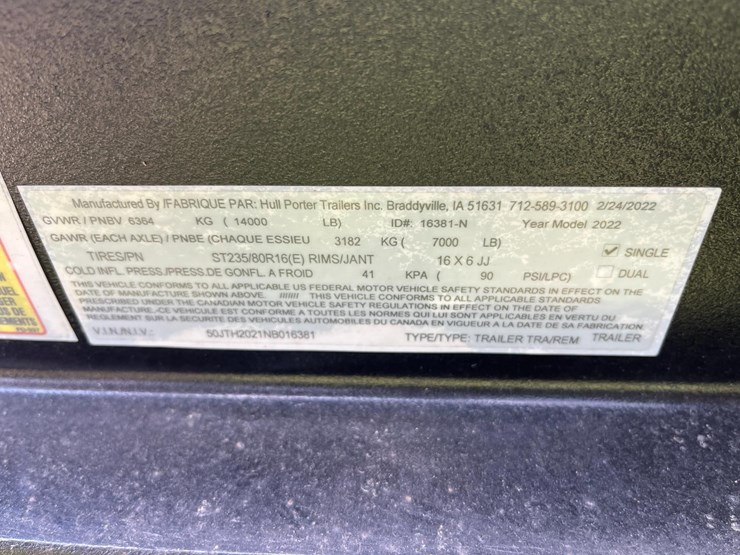 Manufactured By /FABRIQUE PAR: Hull Porter Trailers Inc. Braddyville, IA 51631 712-589-3100 2/24/2022
GVWR / PNBV 6364 KG ( 14000 LB) ID#: 16381-N Year Model 2022
GAWR (EACH AXLE) / PNBE (CHAQUE ESSIEU 3182 KG ( 7000 LB)
TIRES/PN ST235/80R16(E) RIMS/JANT 16 X 6 JJ ✓ SINGLE
COLD INFL. PRESS./PRESS.DE GONFL. A FROID 41 KPA ( 90 PSI/LPC) DUAL
THIS VEHICLE CONFORMS TO ALL APPLICABLE US FEDERAL MOTOR VEHICLE SAFETY STANDARDS IN EFFECT ON THE
DATE OF MANUFACTURE SHOWN ABOVE. /////// THIS VEHICLE CONFORMS TO ALL APPLICABLE STANDARDS
PRESCRIBED UNDER THE CANADIAN MOTOR VEHICLE SAFETY REGULATIONS IN EFFECT ON THE DATE OF
MANUFACTURE./CE VEHICULE EST CONFORME A TOUTES LES NORMES QUI LUI SONT APPLICABLES EN VERTU DU
REGLEMENT SUR LA SECURITE DES VEHICULES AUTOMOBILES DU CANADA EN VIGUEUR A LA DATE DE SA FABRICATION
V.I.N./N.I.V.: 50JTH2021NB016381 TYPE/TYPE: TRAILER TRA/REM TRAILER